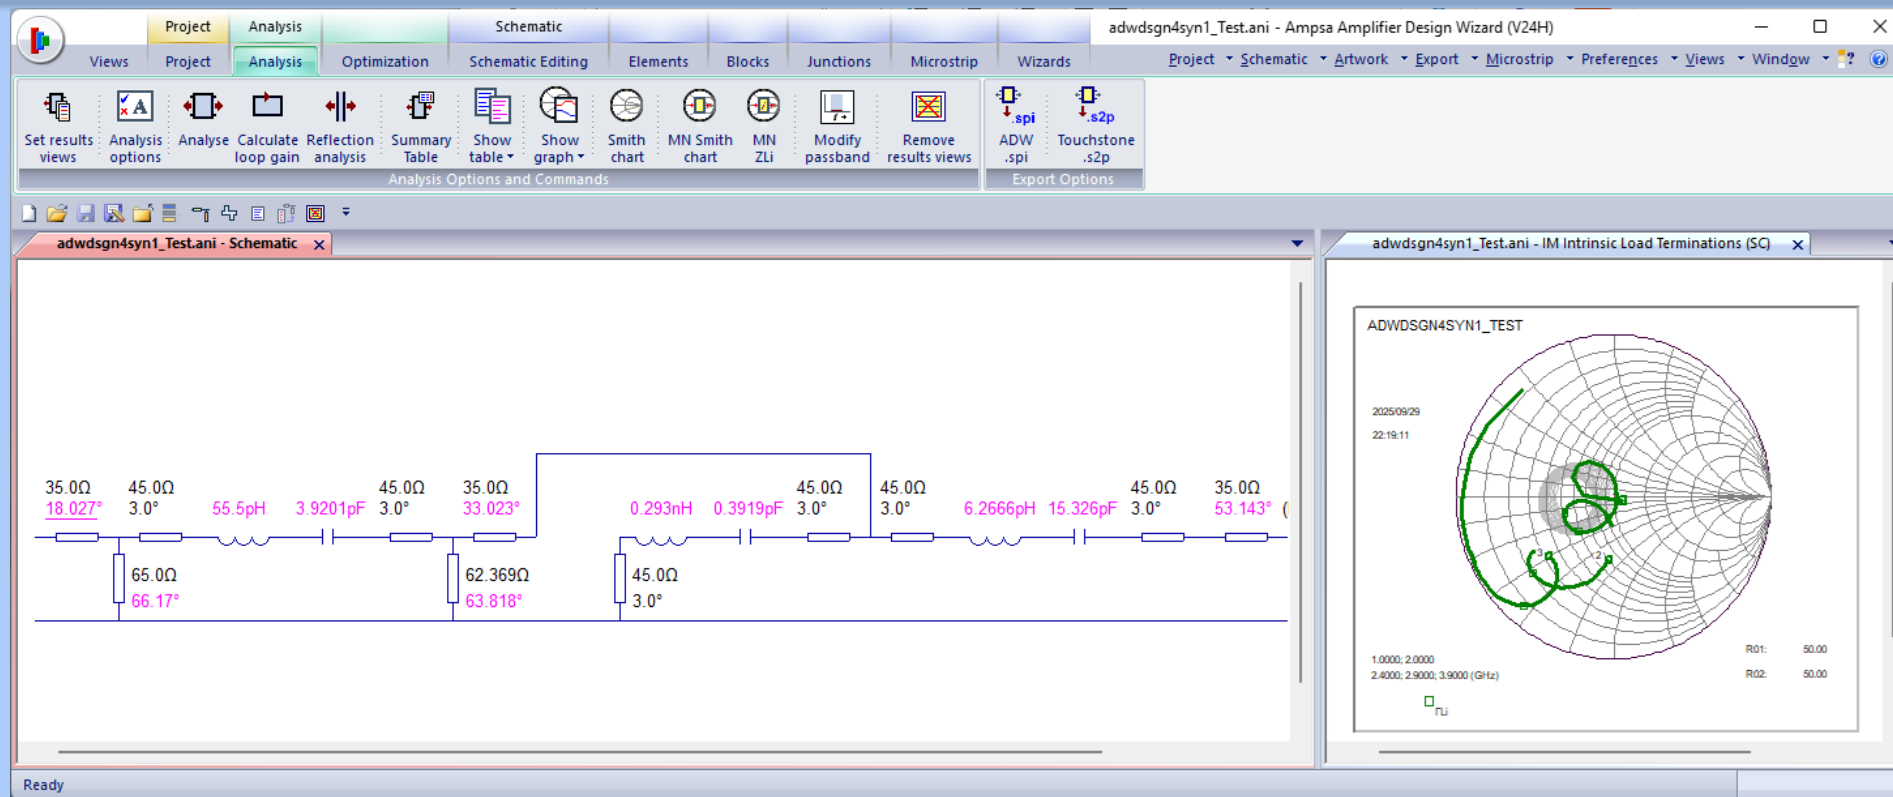 Project Analysis Schematic adwdsgn4syn1_Test.ani - Ampsa Amplifier Design Wizard (V24H)
Views Project Analysis Optimization Schematic Editing Elements Blocks Junctions Microstrip Wizards Project Schematic Artwork Export Microstrip Preferences Views Window ?
Set results views
Analysis options
Analyse
Calculate loop gain
Reflection analysis
Summary Table
Show table
Show graph
Smith chart
MN Smith chart
MN ZLi
Modify passband
Remove results views
.spi
ADW .spi
.s2p
Touchstone .s2p
Analysis Options and Commands
Export Options
adwdsgn4syn1_Test.ani - Schematic
adwdsgn4syn1_Test.ani - IM Intrinsic Load Terminations (SC)
35.0Ω 45.0Ω 45.0Ω 35.0Ω 45.0Ω 45.0Ω 45.0Ω 35.0Ω
18.027° 3.0° 55.5pH 3.9201pF 3.0° 33.023° 0.293nH 0.3919pF 3.0° 3.0° 6.2666pH 15.326pF 3.0° 53.143° (
65.0Ω 62.369Ω 45.0Ω
66.17° 63.818° 3.0°
ADWDSGN4SYN1_TEST
2025/09/29
22:19:11
3 2
1.0000; 2.0000
2.4000; 2.9000; 3.9000 (GHz)
R01: 50.00
R02: 50.00
Ready